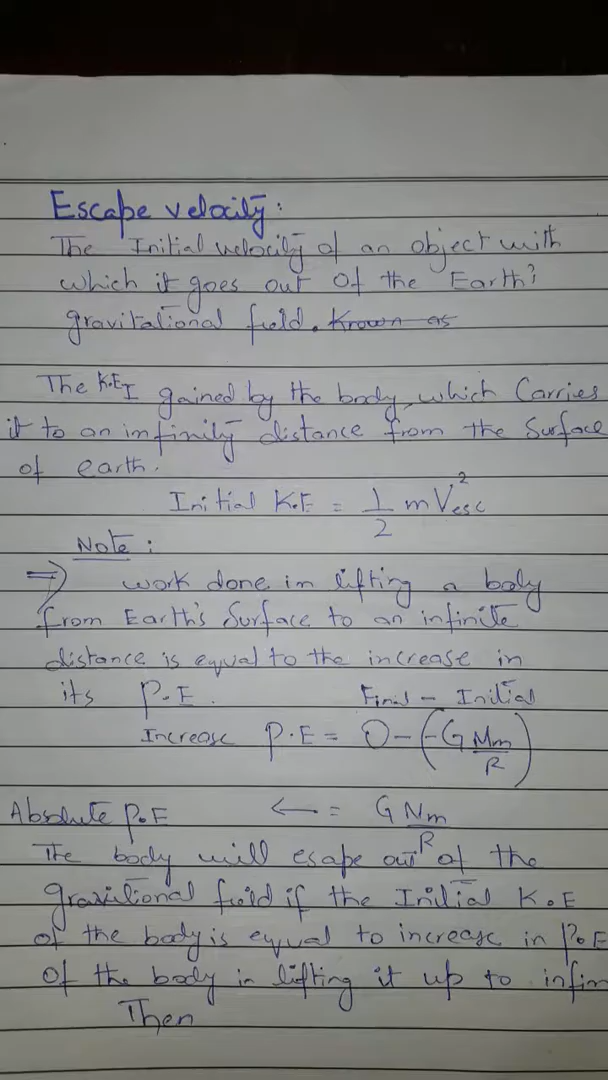 Escape velocity:
The Initial velocity of an object with
which it goes out of the Earth's
gravitational field. Known as
The K.EI gained by the body, which Carries
it to an infinity distance from the Surface
of earth.
Initial K.E = 1/2 m Vesc²
Note:
⇒ work done in lifting a body
from Earth's Surface to an infinite
distance is equal to the increase in
its P.E. Final - Initial
Increase P.E = 0 - (-G Mm/R)
Absolute P.E ← = G Mm/R
The body will esape out of the
gravitional field if the Initial K.E
of the body is equal to increase in P.E
of the body in lifting it up to infin
Then